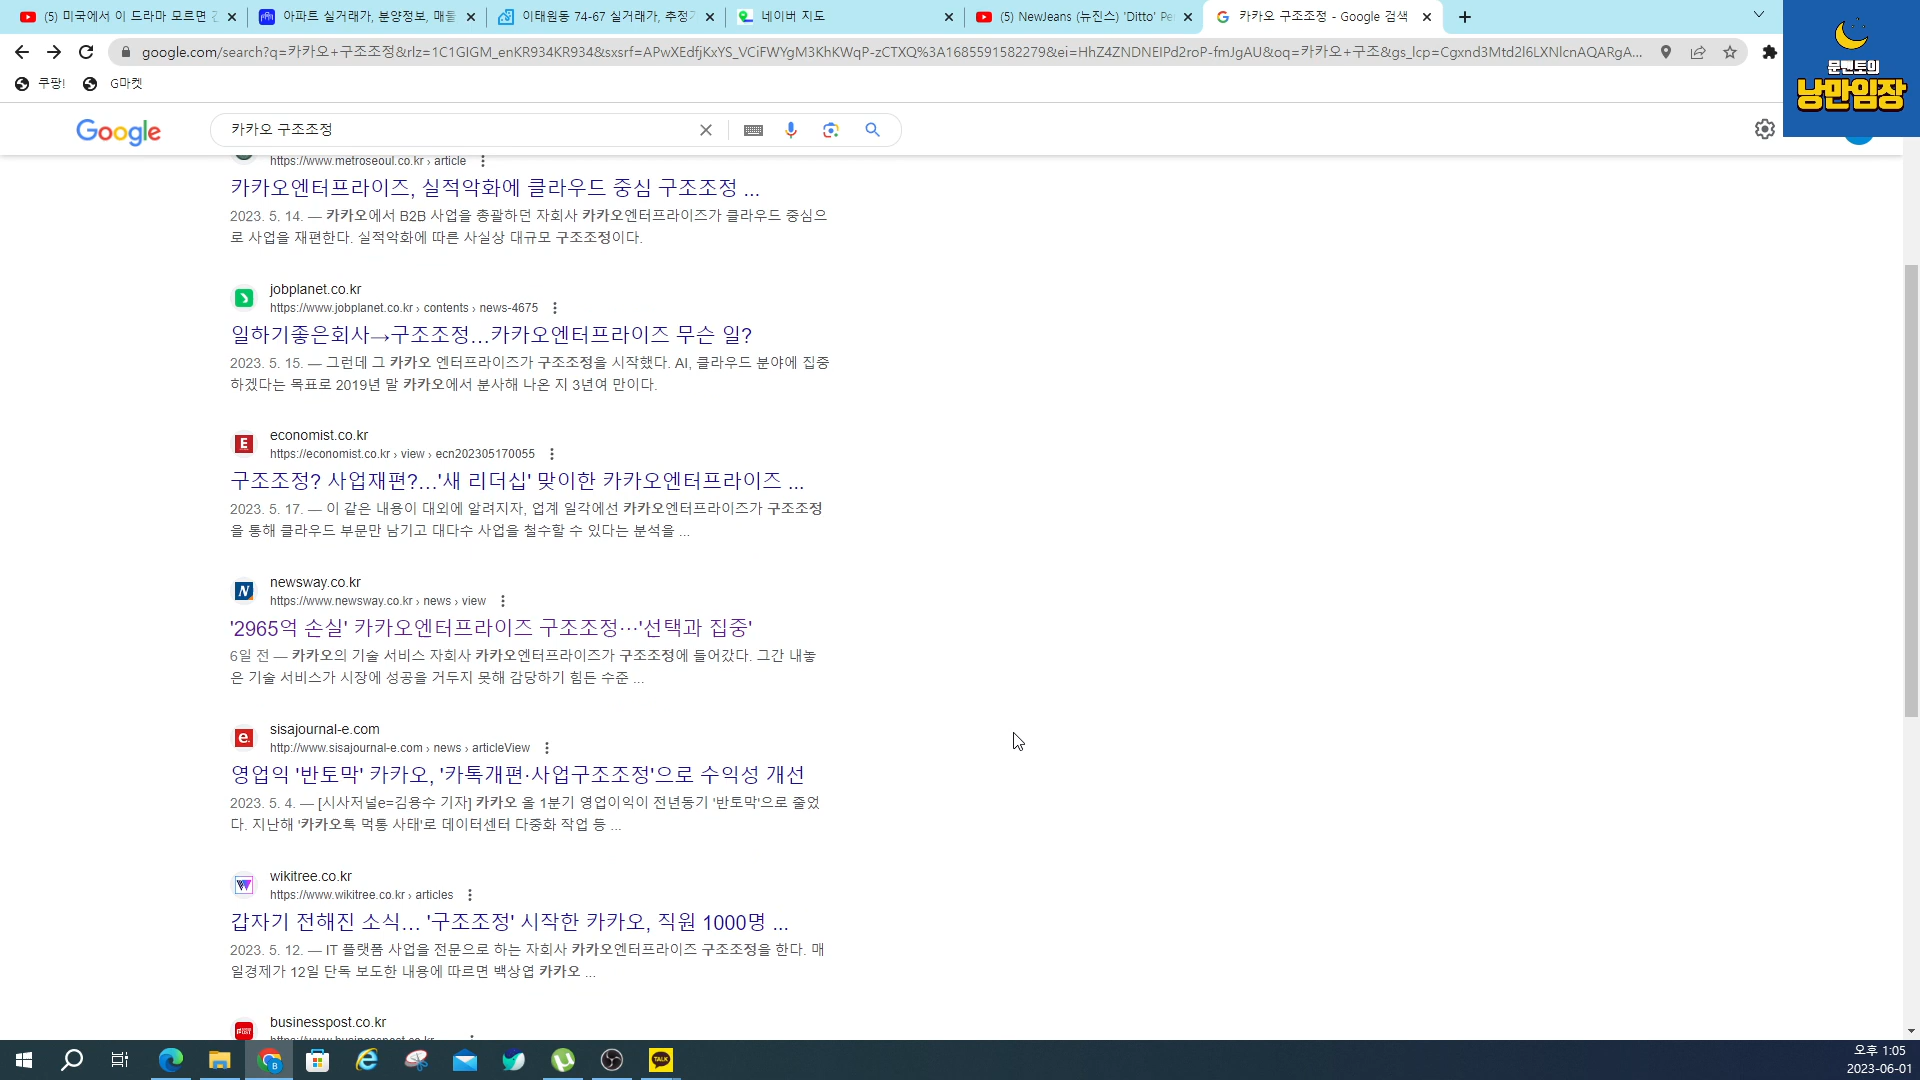 (5) 미국에서 이 드라마 모르면 간
아파트 실거래가, 분양정보, 매물
이태원동 74-67 실거래가, 추정가
네이버 지도
(5) NewJeans (뉴진스) 'Ditto' Pe
카카오 구조조정 - Google 검색
쿠팡!
G마켓
문멘토의
낭만임장
Google
카카오 구조조정
https://www.metroseoul.co.kr › article
카카오엔터프라이즈, 실적악화에 클라우드 중심 구조조정 ...
2023. 5. 14. — 카카오에서 B2B 사업을 총괄하던 자회사 카카오엔터프라이즈가 클라우드 중심으
로 사업을 재편한다. 실적악화에 따른 사실상 대규모 구조조정이다.
jobplanet.co.kr
https://www.jobplanet.co.kr › contents › news-4675
일하기좋은회사→구조조정…카카오엔터프라이즈 무슨 일?
2023. 5. 15. — 그런데 그 카카오 엔터프라이즈가 구조조정을 시작했다. AI, 클라우드 분야에 집중
하겠다는 목표로 2019년 말 카카오에서 분사해 나온 지 3년여 만이다.
economist.co.kr
https://economist.co.kr › view › ecn202305170055
구조조정? 사업재편?…'새 리더십' 맞이한 카카오엔터프라이즈 ...
2023. 5. 17. — 이 같은 내용이 대외에 알려지자, 업계 일각에선 카카오엔터프라이즈가 구조조정
을 통해 클라우드 부문만 남기고 대다수 사업을 철수할 수 있다는 분석을 ...
newsway.co.kr
https://www.newsway.co.kr › news › view
'2965억 손실' 카카오엔터프라이즈 구조조정···'선택과 집중'
6일 전 — 카카오의 기술 서비스 자회사 카카오엔터프라이즈가 구조조정에 들어갔다. 그간 내놓
은 기술 서비스가 시장에 성공을 거두지 못해 감당하기 힘든 수준 ...
sisajournal-e.com
http://www.sisajournal-e.com › news › articleView
영업익 '반토막' 카카오, '카톡개편·사업구조조정'으로 수익성 개선
2023. 5. 4. — [시사저널e=김용수 기자] 카카오 올 1분기 영업이익이 전년동기 '반토막'으로 줄었
다. 지난해 '카카오톡 먹통 사태'로 데이터센터 다중화 작업 등 ...
wikitree.co.kr
https://www.wikitree.co.kr › articles
갑자기 전해진 소식… '구조조정' 시작한 카카오, 직원 1000명 ...
2023. 5. 12. — IT 플랫폼 사업을 전문으로 하는 자회사 카카오엔터프라이즈 구조조정을 한다. 매
일경제가 12일 단독 보도한 내용에 따르면 백상엽 카카오 ...
businesspost.co.kr
TALK
오후 1:05
2023-06-01